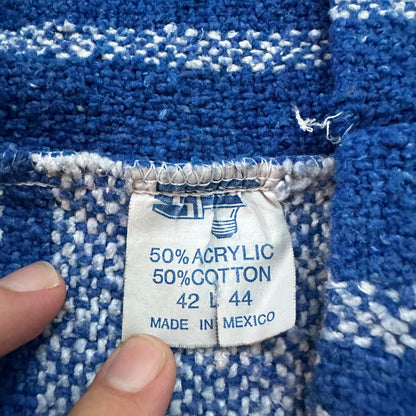 50% ACRYLIC
50% COTTON
42 L 44
MADE IN MEXICO